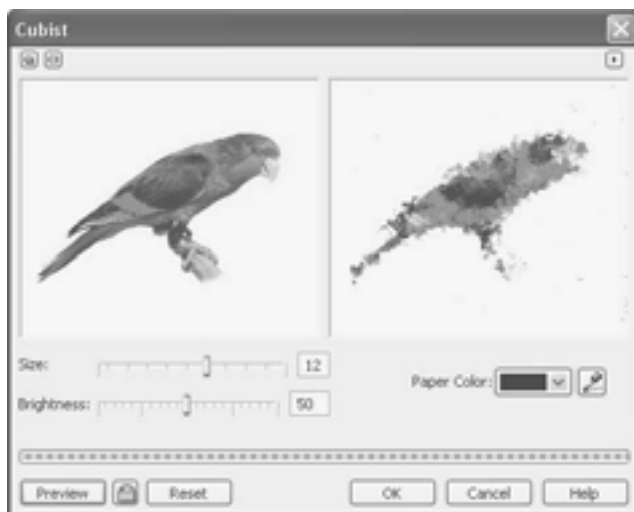 Cubist
Size: 12
Paper Color:
Brightness: 50
Preview Reset OK Cancel Help